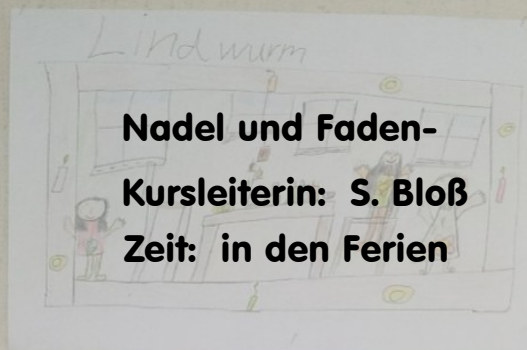 Lindwurm
Nadel und Faden-
Kursleiterin: S. Bloß
Zeit: in den Ferien